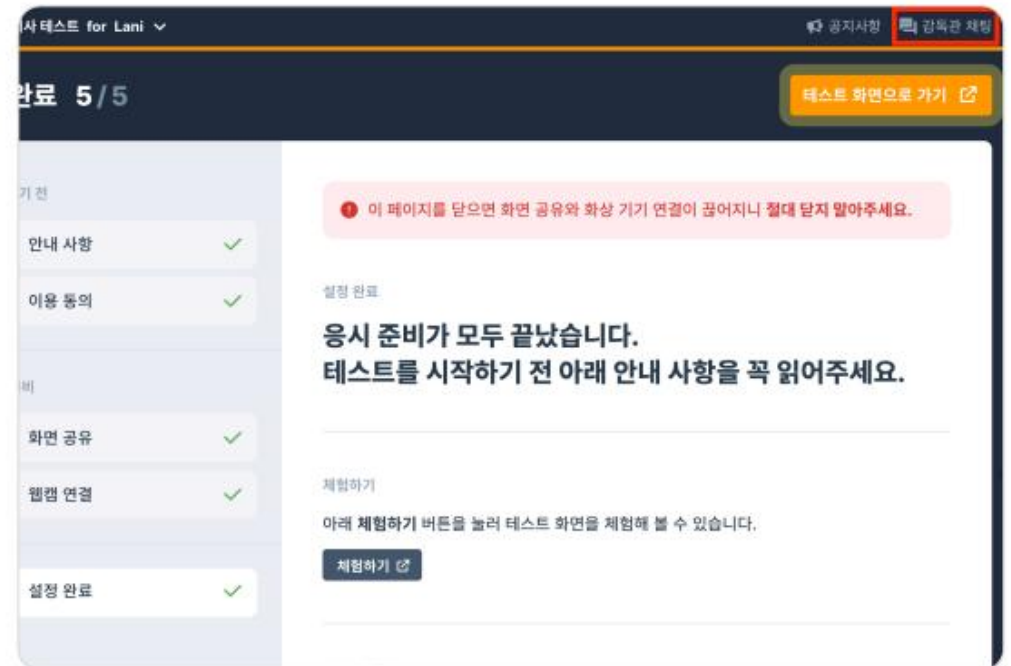 사 테스트 for Lani
공지사항
감독관 채팅
완료 5/5
테스트 화면으로 가기
기 전
안내 사항
이용 동의
비
화면 공유
웹캠 연결
설정 완료
이 페이지를 닫으면 화면 공유와 화상 기기 연결이 끊어지니 절대 닫지 말아주세요.
설정 완료
응시 준비가 모두 끝났습니다.
테스트를 시작하기 전 아래 안내 사항을 꼭 읽어주세요.
체험하기
아래 체험하기 버튼을 눌러 테스트 화면을 체험해 볼 수 있습니다.
체험하기